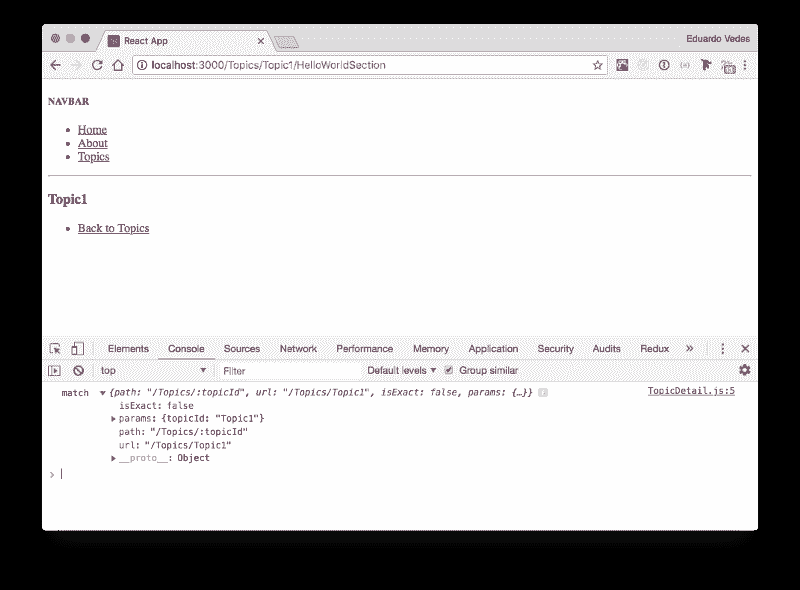 React App
Eduardo Vedes
localhost:3000/Topics/Topic1/HelloWorldSection
NAVBAR
Home
About
Topics
Topic1
Back to Topics
Elements Console Sources Network Performance Memory Application Security Audits Redux »
top Filter Default levels Group similar
match {path: "/Topics/:topicId", url: "/Topics/Topic1", isExact: false, params: {…}} TopicDetail.js:5
isExact: false
params: {topicId: "Topic1"}
path: "/Topics/:topicId"
url: "/Topics/Topic1"
__proto__: Object